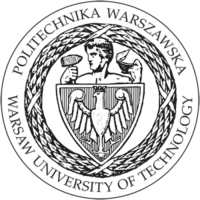 POLITECHNIKA WARSZAWSKA
WARSAW UNIVERSITY OF TECHNOLOGY